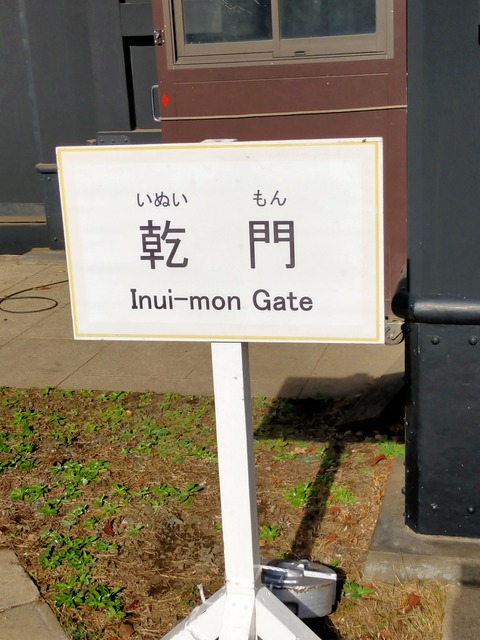 いぬい もん
乾 門
Inui-mon Gate